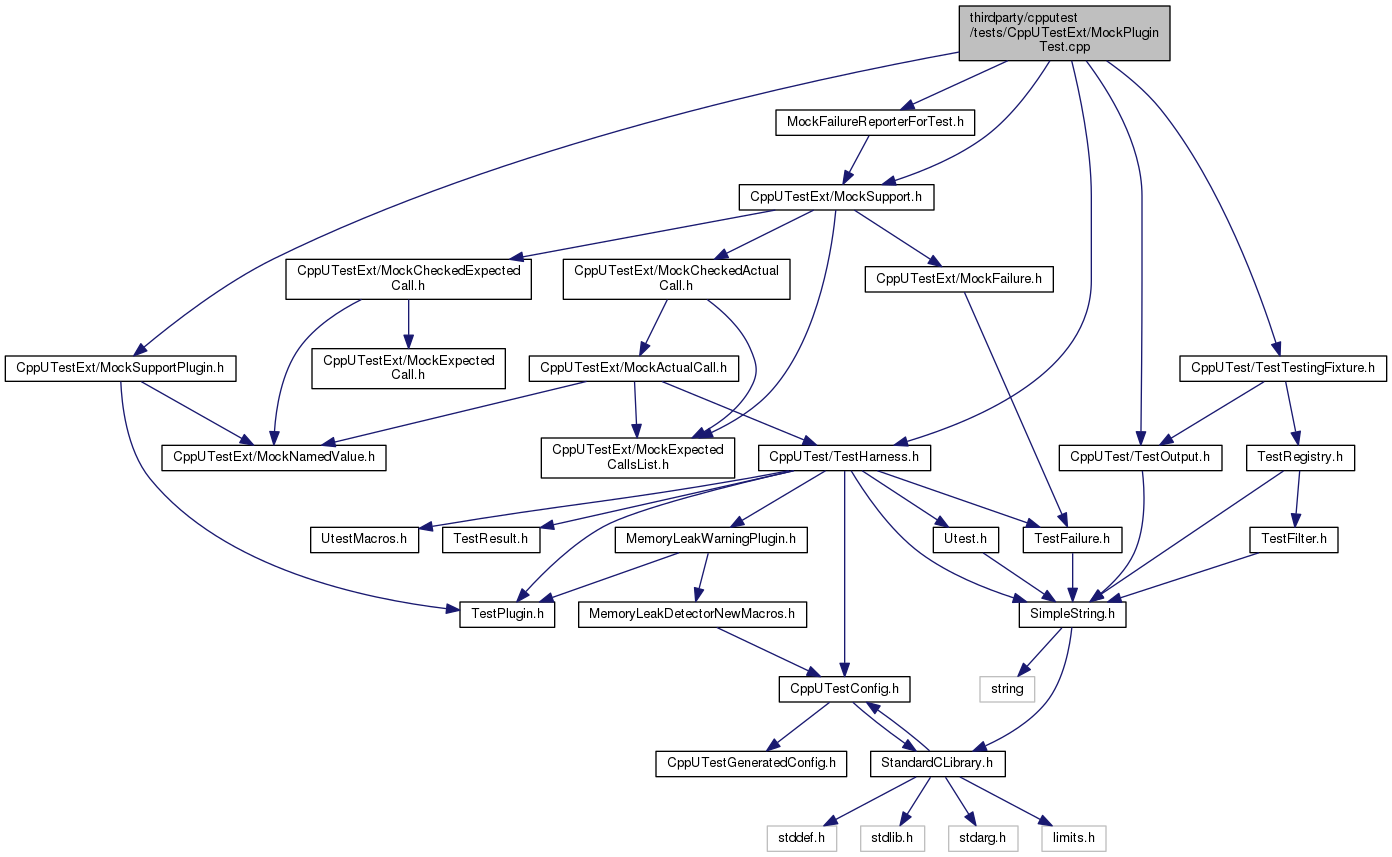 thirdparty/cpputest
/tests/CppUTestExt/MockPlugin
Test.cpp
MockFailureReporterForTest.h
CppUTestExt/MockSupport.h
CppUTestExt/MockCheckedExpected
Call.h
CppUTestExt/MockCheckedActual
Call.h
CppUTestExt/MockFailure.h
CppUTestExt/MockSupportPlugin.h
CppUTestExt/MockExpected
Call.h
CppUTestExt/MockActualCall.h
CppUTest/TestTestingFixture.h
CppUTestExt/MockNamedValue.h
CppUTestExt/MockExpected
CallsList.h
CppUTest/TestHarness.h
CppUTest/TestOutput.h
TestRegistry.h
UtestMacros.h
TestResult.h
MemoryLeakWarningPlugin.h
Utest.h
TestFailure.h
TestFilter.h
TestPlugin.h
MemoryLeakDetectorNewMacros.h
SimpleString.h
CppUTestConfig.h
string
CppUTestGeneratedConfig.h
StandardCLibrary.h
stddef.h
stdlib.h
stdarg.h
limits.h